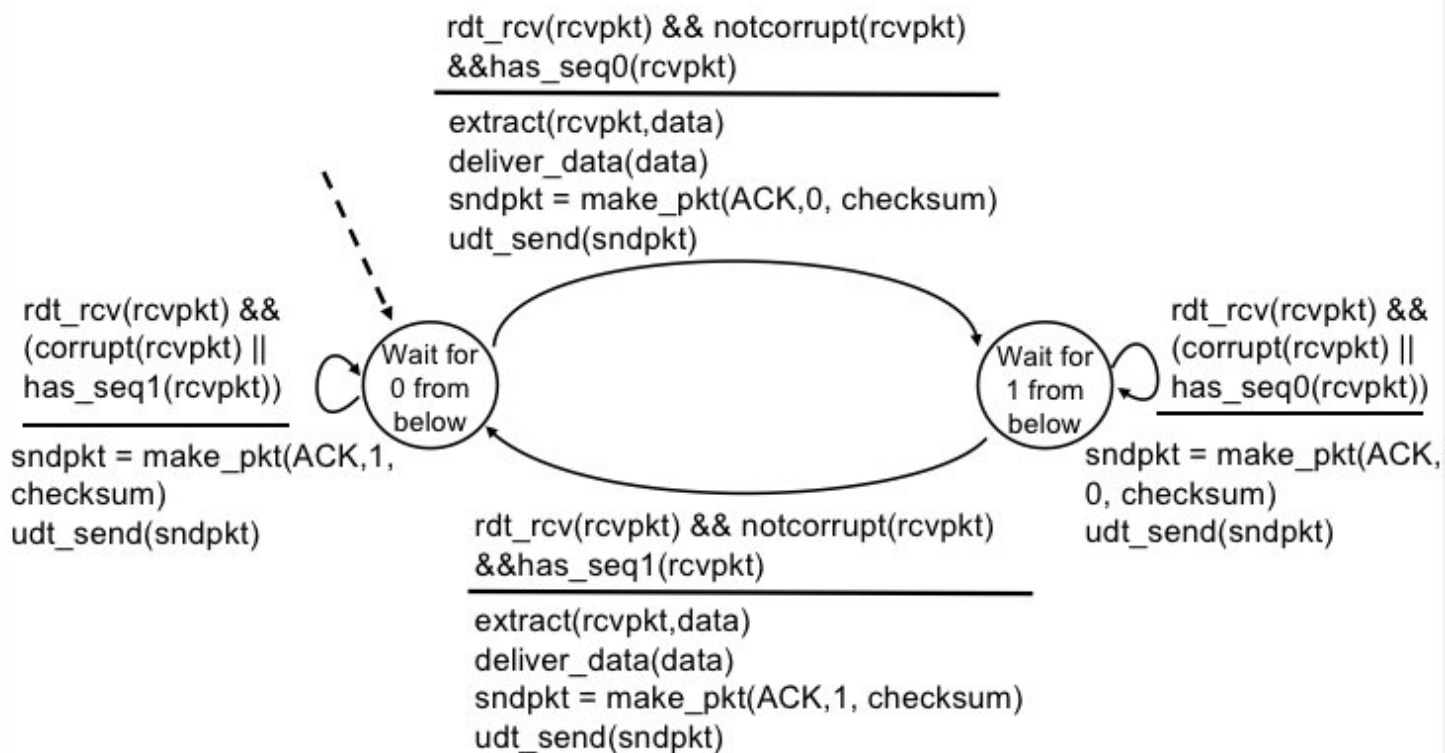 rdt_rcv(rcvpkt) && notcorrupt(rcvpkt)
&&has_seq0(rcvpkt)
extract(rcvpkt,data)
deliver_data(data)
sndpkt = make_pkt(ACK,0, checksum)
udt_send(sndpkt)
rdt_rcv(rcvpkt) &&
(corrupt(rcvpkt) ||
has_seq1(rcvpkt))
sndpkt = make_pkt(ACK,1,
checksum)
udt_send(sndpkt)
Wait for
0 from
below
Wait for
1 from
below
rdt_rcv(rcvpkt) &&
(corrupt(rcvpkt) ||
has_seq0(rcvpkt))
sndpkt = make_pkt(ACK,
0, checksum)
udt_send(sndpkt)
rdt_rcv(rcvpkt) && notcorrupt(rcvpkt)
&&has_seq1(rcvpkt)
extract(rcvpkt,data)
deliver_data(data)
sndpkt = make_pkt(ACK,1, checksum)
udt_send(sndpkt)